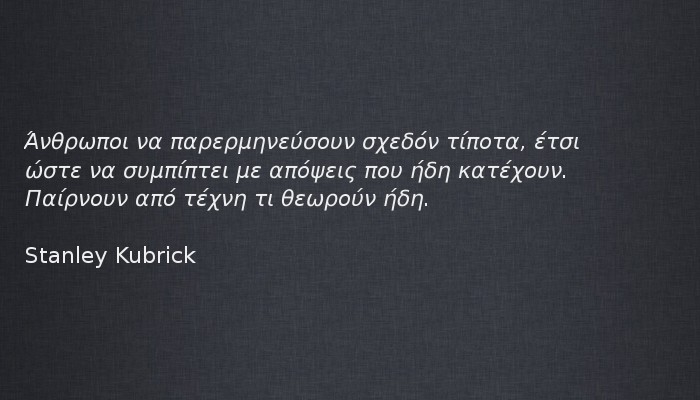 Άνθρωποι να παρερμηνεύσουν σχεδόν τίποτα, έτσι
ώστε να συμπίπτει με απόψεις που ήδη κατέχουν.
Παίρνουν από τέχνη τι θεωρούν ήδη.
Stanley Kubrick